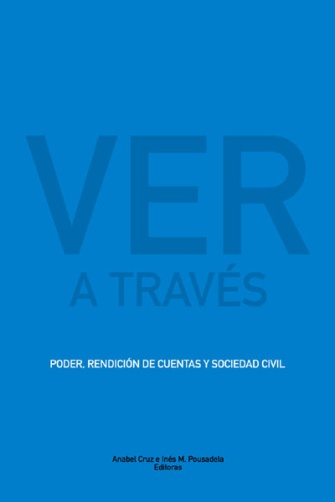 VER
A TRAVÉS
PODER, RENDICIÓN DE CUENTAS Y SOCIEDAD CIVIL
Anabel Cruz e Inés M. Pousadela
Editoras